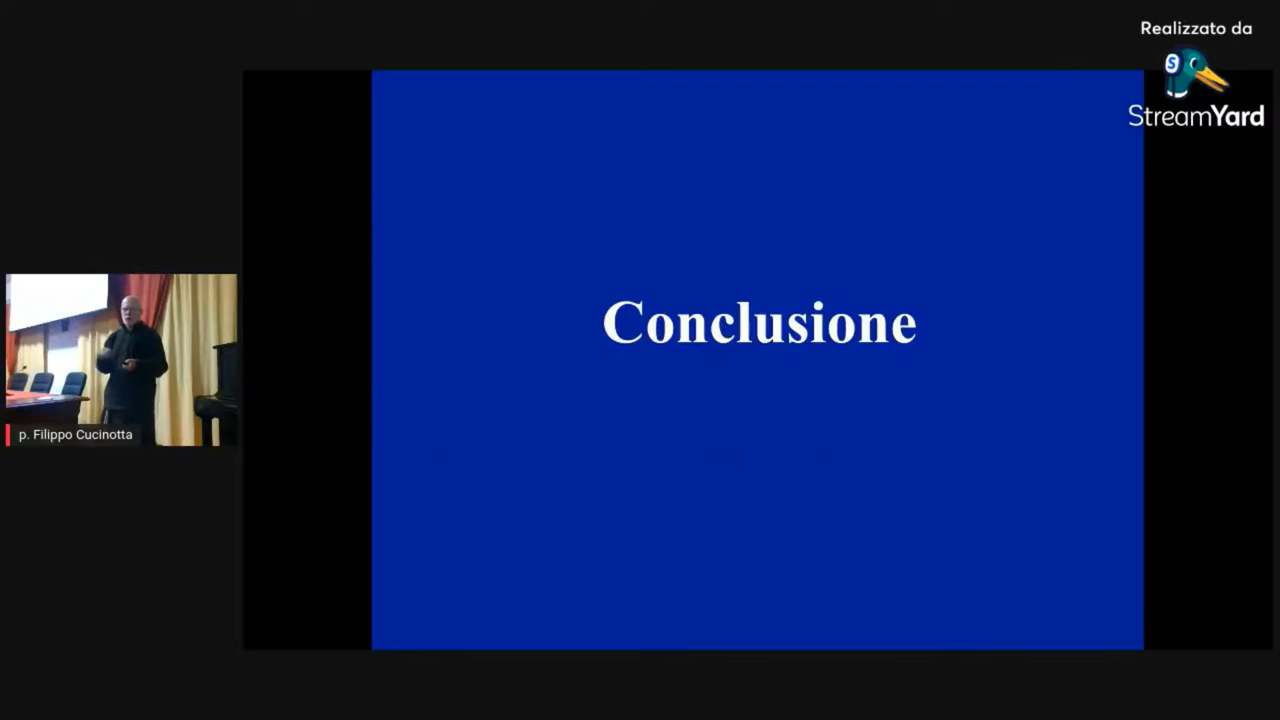 Realizzato da
S
StreamYard
Conclusione
p. Filippo Cucinotta